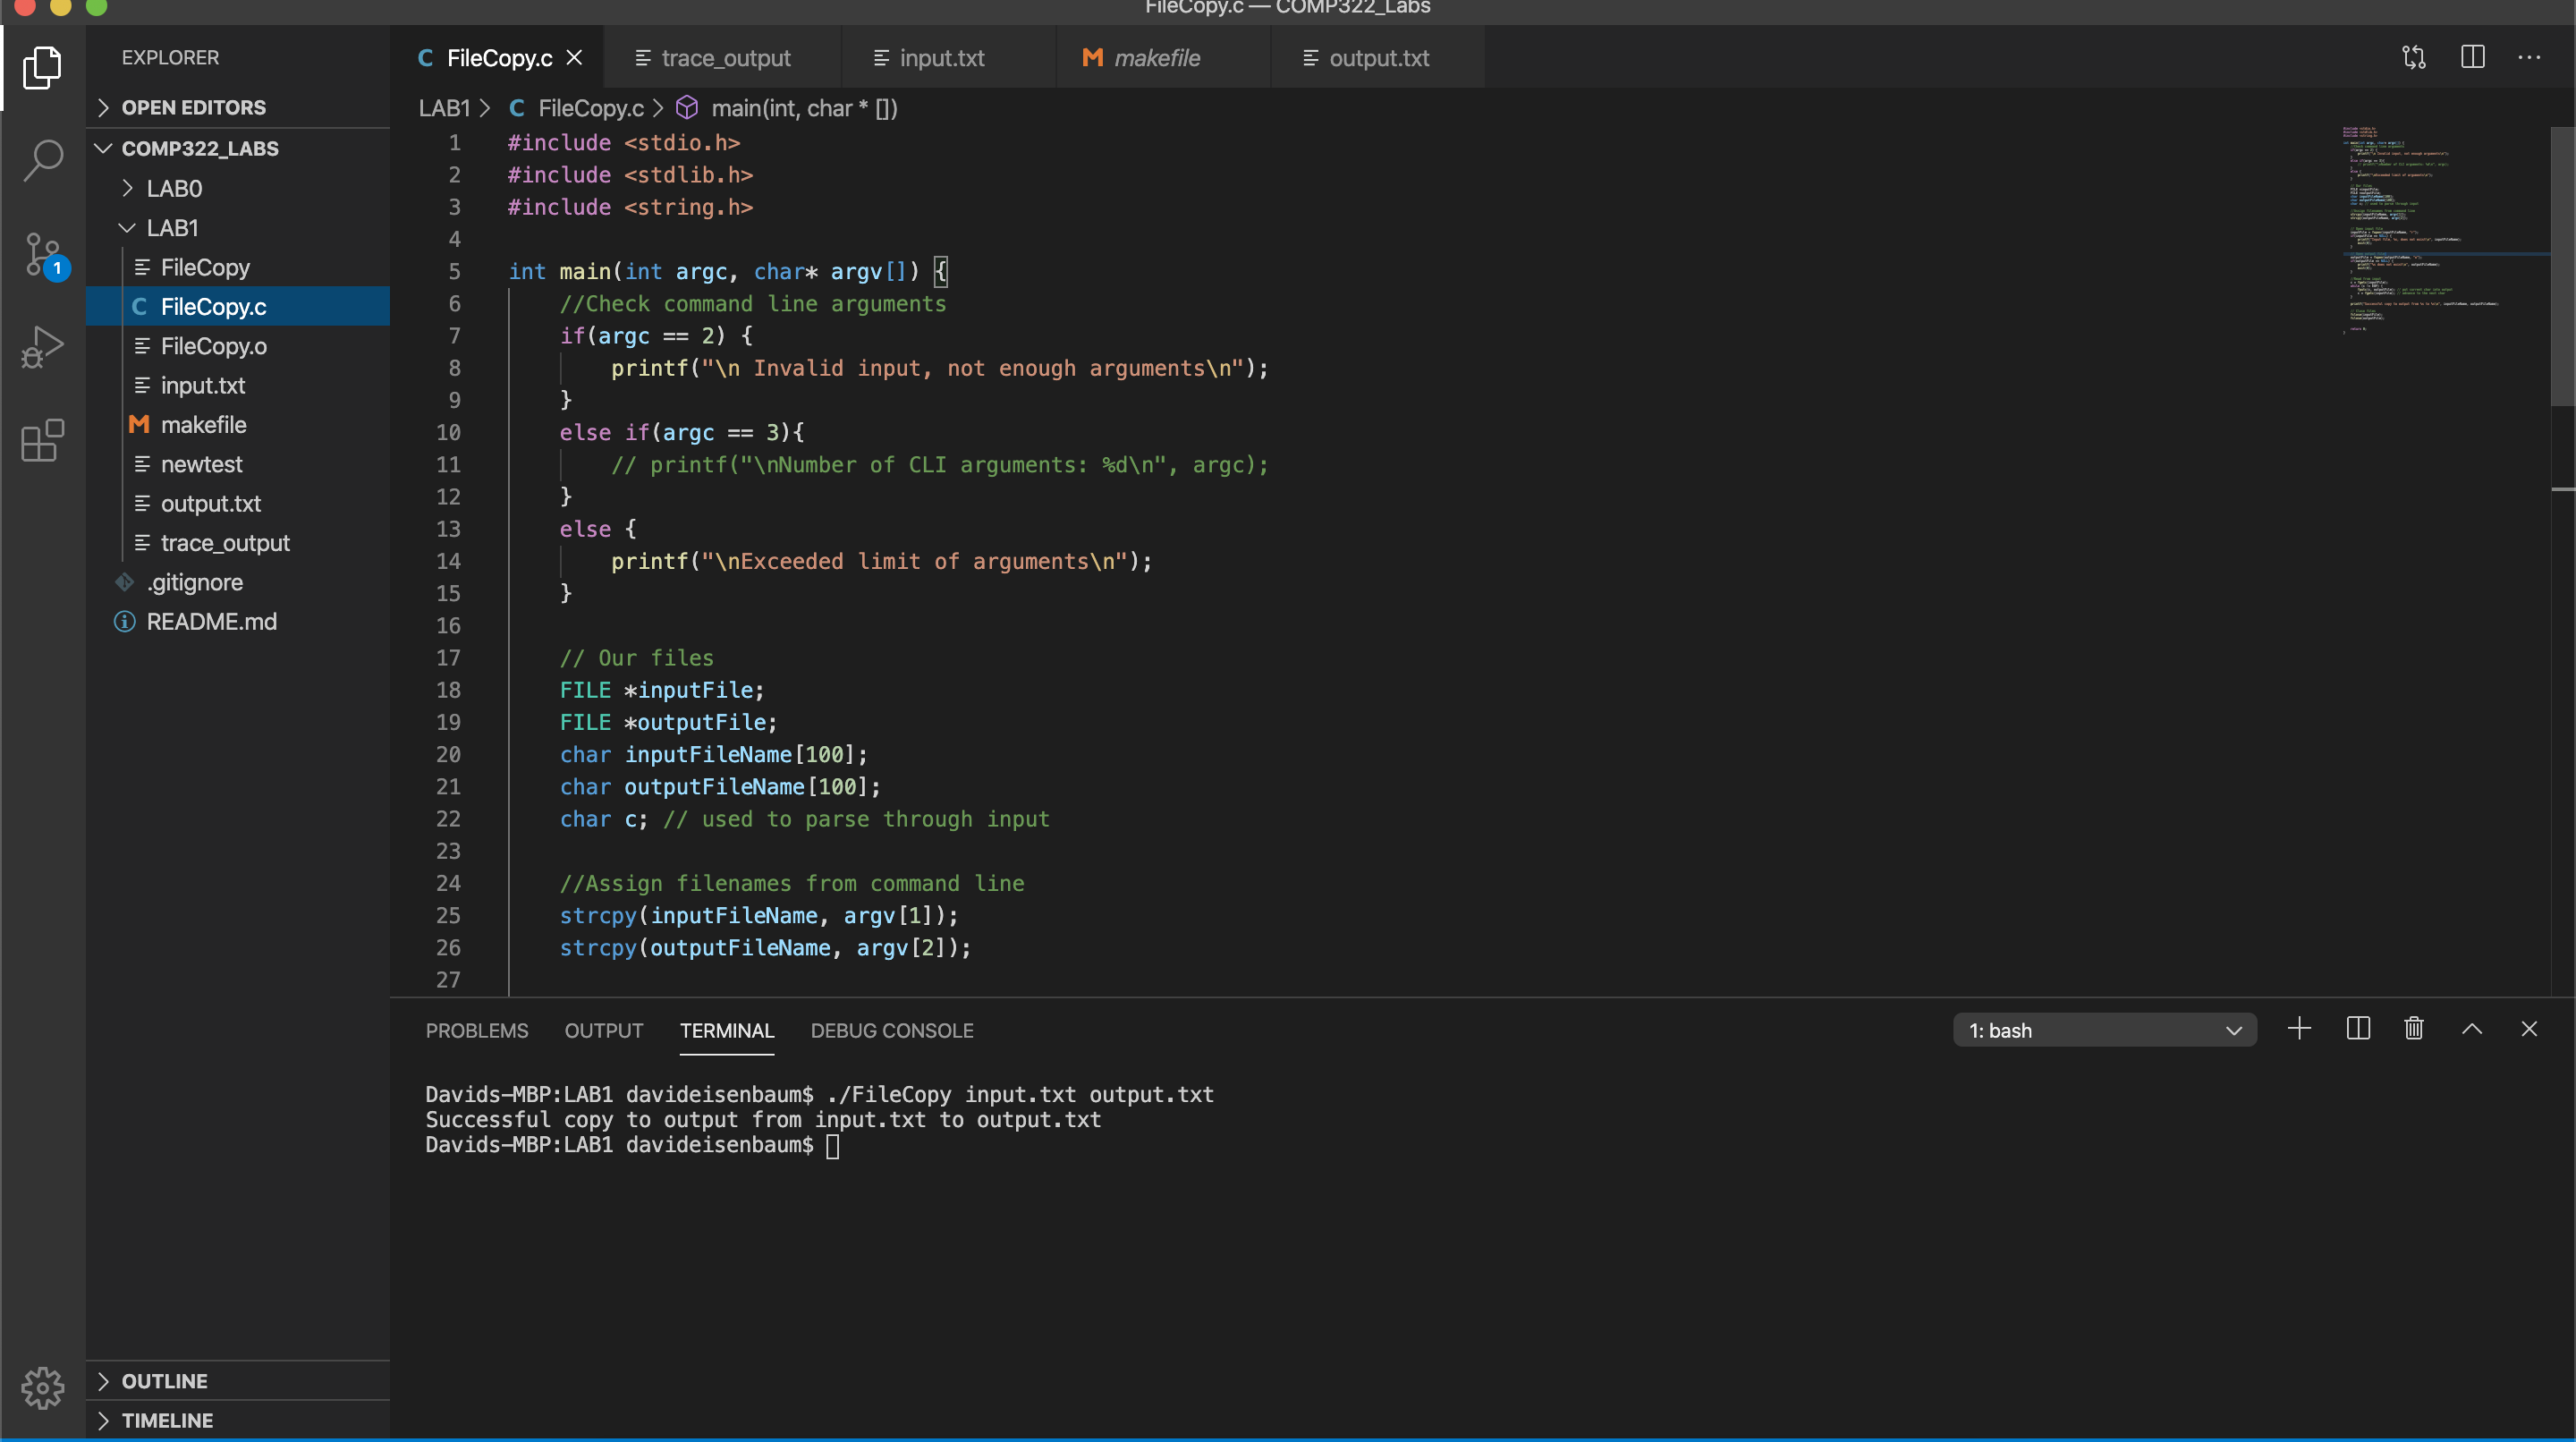 FileCopy.c — COMP322_Labs
EXPLORER
OPEN EDITORS
COMP322_LABS
LAB0
LAB1
FileCopy
C FileCopy.c
FileCopy.o
input.txt
M makefile
newtest
output.txt
trace_output
.gitignore
README.md
OUTLINE
TIMELINE
1
C FileCopy.c
trace_output
input.txt
M makefile
output.txt
LAB1 > C FileCopy.c > main(int, char * [])
1 #include <stdio.h>
2 #include <stdlib.h>
3 #include <string.h>
4
5 int main(int argc, char* argv[]) {
6 //Check command line arguments
7 if(argc == 2) {
8 printf("\n Invalid input, not enough arguments\n");
9 }
10 else if(argc == 3){
11 // printf("\nNumber of CLI arguments: %d\n", argc);
12 }
13 else {
14 printf("\nExceeded limit of arguments\n");
15 }
16
17 // Our files
18 FILE *inputFile;
19 FILE *outputFile;
20 char inputFileName[100];
21 char outputFileName[100];
22 char c; // used to parse through input
23
24 //Assign filenames from command line
25 strcpy(inputFileName, argv[1]);
26 strcpy(outputFileName, argv[2]);
27
PROBLEMS OUTPUT TERMINAL DEBUG CONSOLE
1: bash
Davids-MBP:LAB1 davideisenbaum$ ./FileCopy input.txt output.txt
Successful copy to output from input.txt to output.txt
Davids-MBP:LAB1 davideisenbaum$